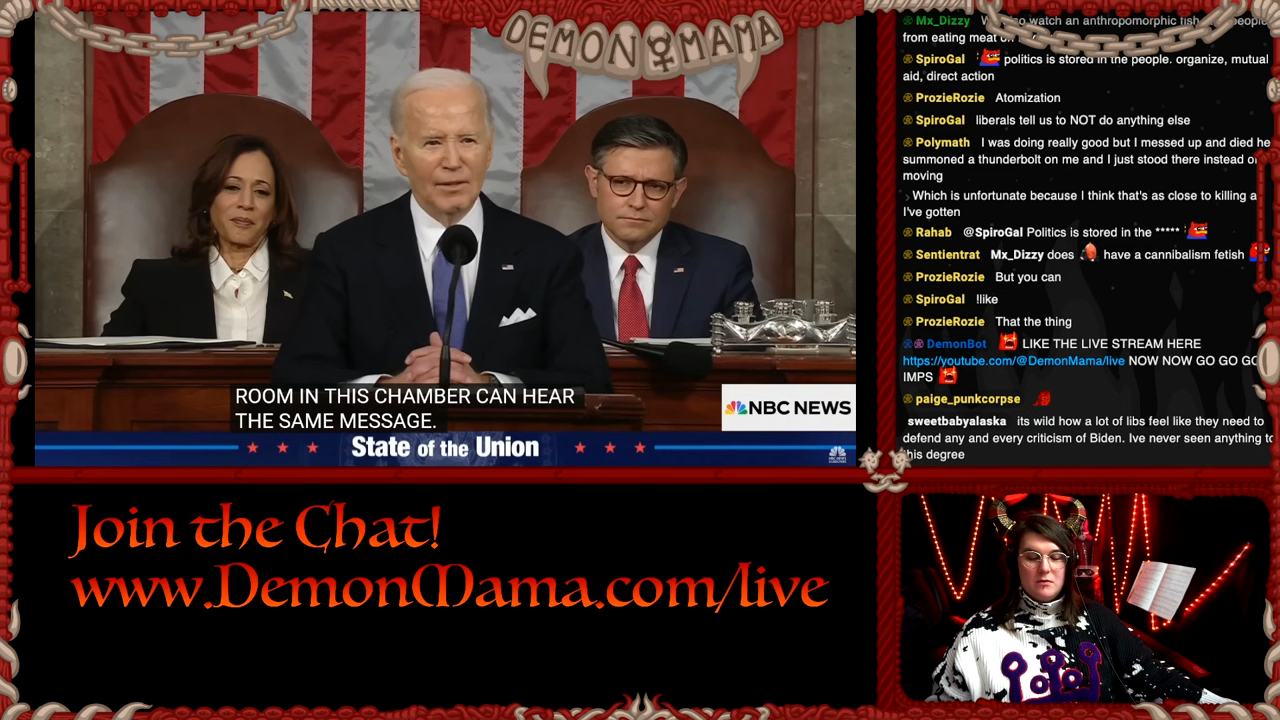 DEMON MAMA
ROOM IN THIS CHAMBER CAN HEAR
THE SAME MESSAGE.
NBC NEWS
State of the Union
Join the Chat!
www.DemonMama.com/live
Mx_Dizzy watch an anthropomorphic fish people
from eating meat
SpiroGal politics is stored in the people. organize, mutual
aid, direct action
ProzieRozie Atomization
SpiroGal liberals tell us to NOT do anything else
Polymath I was doing really good but I messed up and died he
summoned a thunderbolt on me and I just stood there instead of
moving
Which is unfortunate because I think that's as close to killing a
I've gotten
Rahab @SpiroGal Politics is stored in the *****
Sentientrat Mx_Dizzy does have a cannibalism fetish
ProzieRozie But you can
SpiroGal !like
ProzieRozie That the thing
DemonBot LIKE THE LIVE STREAM HERE
https://youtube.com/@DemonMama/live NOW NOW GO GO GO
IMPS
paige_punkcorpse
sweetbabyalaska its wild how a lot of libs feel like they need to
defend any and every criticism of Biden. Ive never seen anything to
this degree